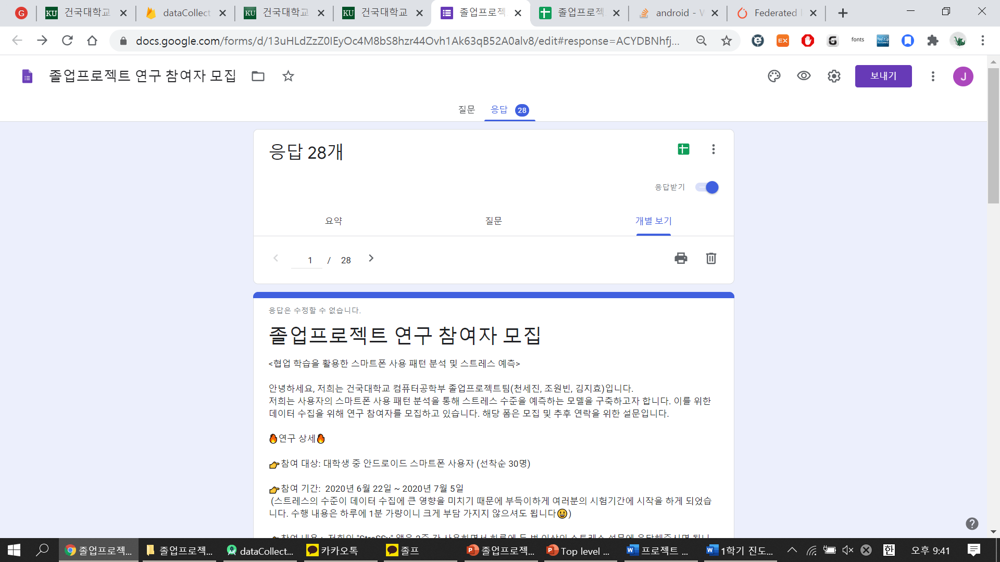 G
KU 건국대학교
dataCollect
KU 건국대학교
KU 건국대학교
졸업프로젝
졸업프로젝
android - W
Federated
docs.google.com/forms/d/13uHLdZzZ0IEyOc4M8bS8hzr44Ovh1Ak63qB52A0alv8/edit#response=ACYDBNhfj...
EX
G
fonts
Tooltip Dictionary
졸업프로젝트 연구 참여자 모집
보내기
J
질문
응답 28
응답 28개
응답받기
요약
질문
개별 보기
1 / 28
응답은 수정할 수 없습니다.
졸업프로젝트 연구 참여자 모집
<협업 학습을 활용한 스마트폰 사용 패턴 분석 및 스트레스 예측>
안녕하세요, 저희는 건국대학교 컴퓨터공학부 졸업프로젝트팀(천세진, 조원빈, 김지효)입니다.
저희는 사용자의 스마트폰 사용 패턴 분석을 통해 스트레스 수준을 예측하는 모델을 구축하고자 합니다. 이를 위한
데이터 수집을 위해 연구 참여자를 모집하고 있습니다. 해당 폼은 모집 및 추후 연락을 위한 설문입니다.
🔥연구 상세🔥
👉참여 대상: 대학생 중 안드로이드 스마트폰 사용자 (선착순 30명)
👉참여 기간: 2020년 6월 22일 ~ 2020년 7월 5일
(스트레스의 수준이 데이터 수집에 큰 영향을 미치기 때문에 부득이하게 여러분의 시험기간에 시작을 하게 되었습
니다. 수행 내용은 하루에 1분 가량이니 크게 부담 가지지 않으셔도 됩니다😃)
졸업프로젝...
졸업프로젝...
dataCollect...
카카오톡
졸프
졸업프로젝...
Top level ...
프로젝트 ...
1학기 진도...
한
오후 9:41